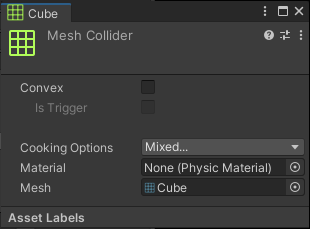 Cube
Mesh Collider
Convex
Is Trigger
Cooking Options Mixed...
Material None (Physic Material)
Mesh Cube
Asset Labels